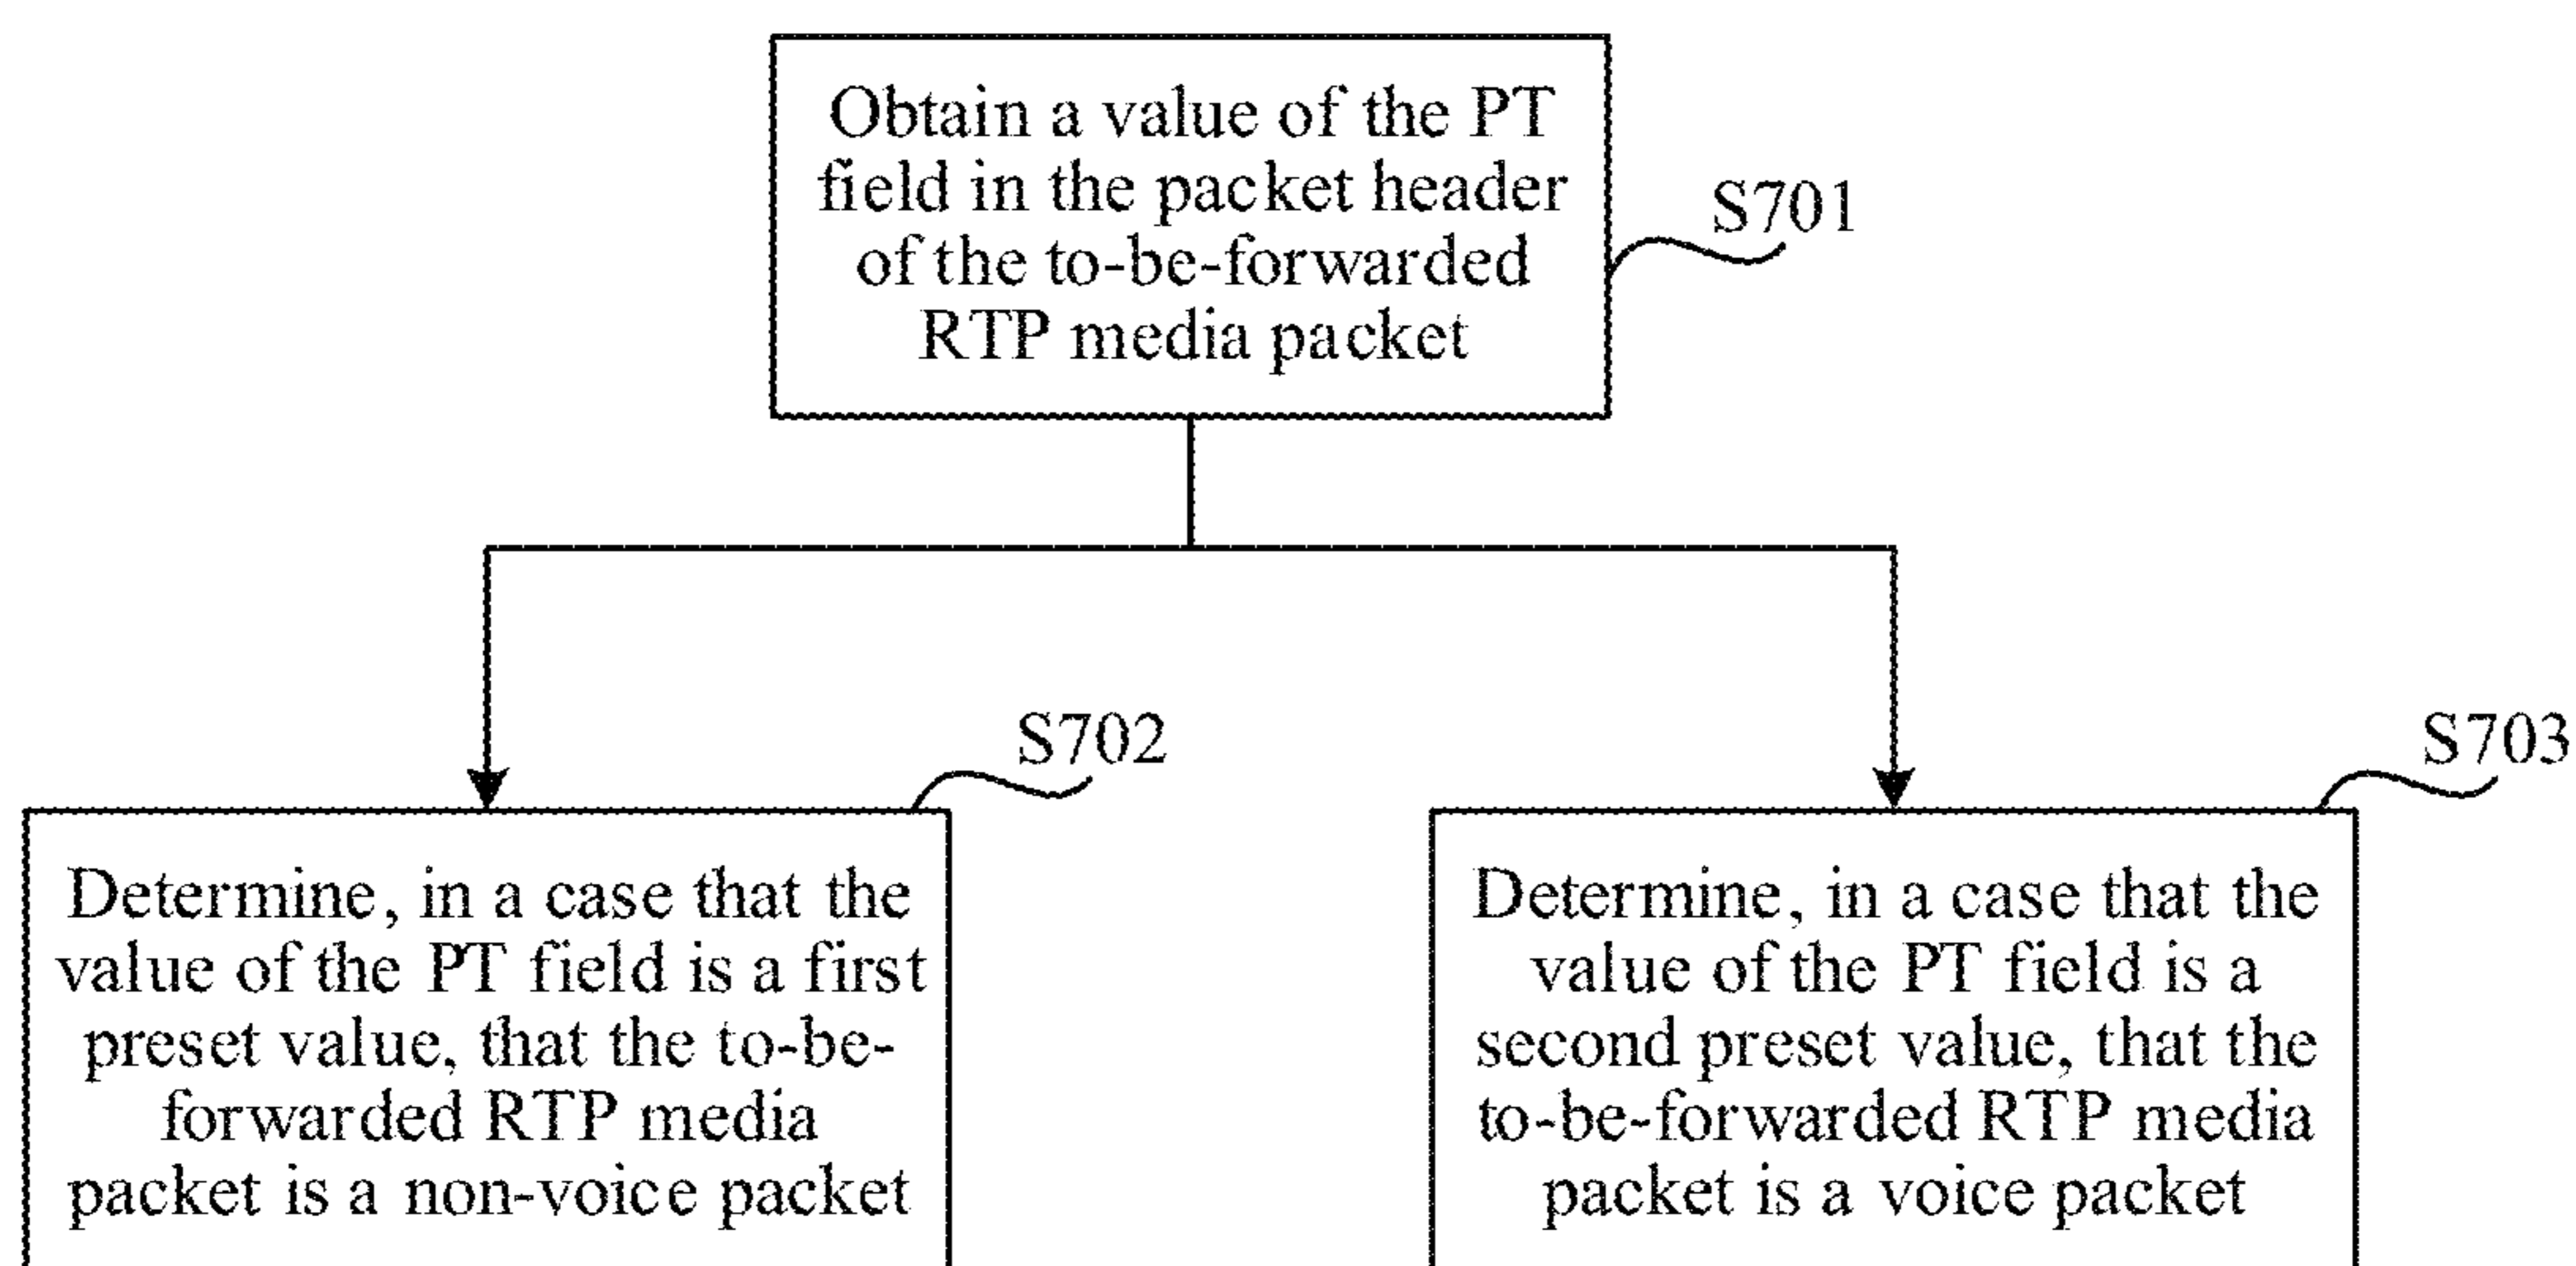 Obtain a value of the PT
field in the packet header
of the to-be-forwarded
RTP media packet
S701
S702
Determine, in a case that the
value of the PT field is a first
preset value, that the to-be-
forwarded RTP media
packet is a non-voice packet
S703
Determine, in a case that the
value of the PT field is a
second preset value, that the
to-be-forwarded RTP media
packet is a voice packet